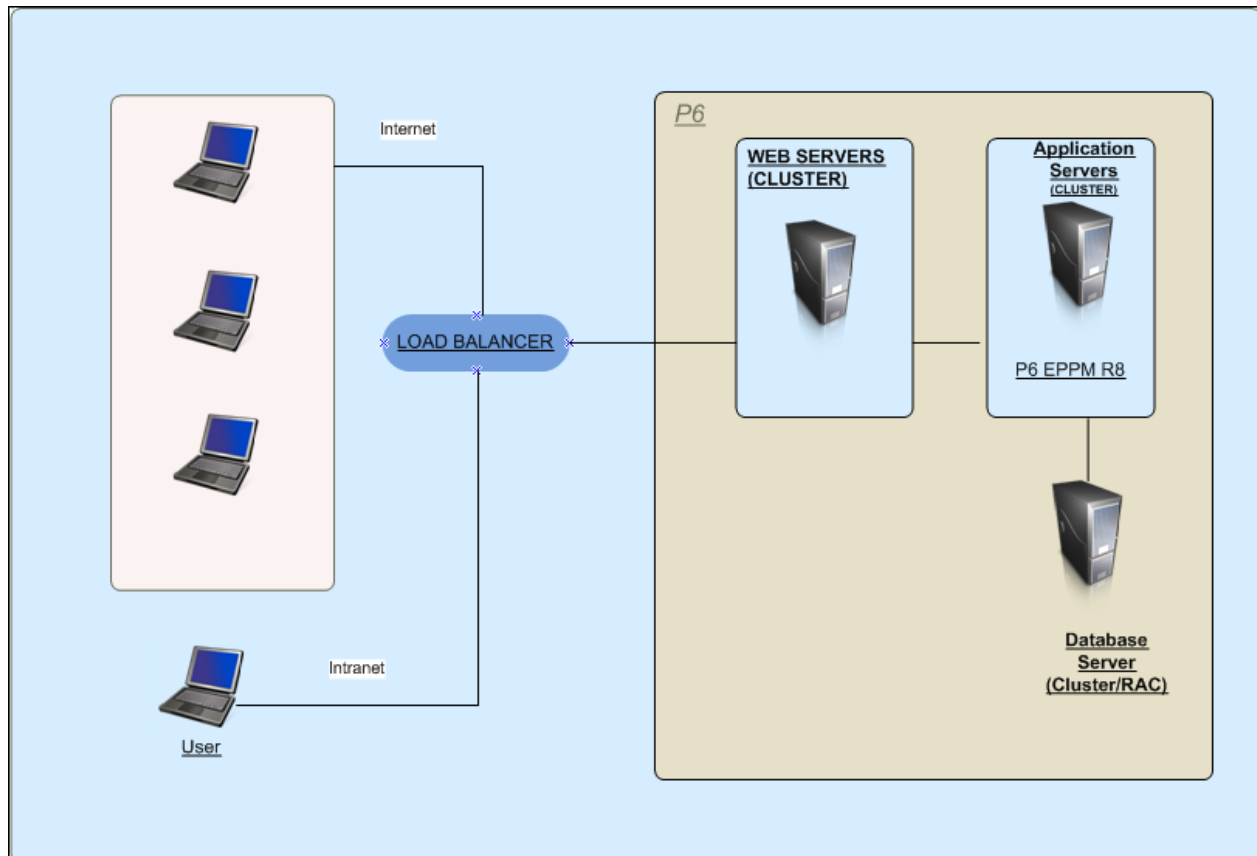 Internet
P6
WEB SERVERS
(CLUSTER)
Application
Servers
(CLUSTER)
LOAD BALANCER
P6 EPPM R8
Database
Server
(Cluster/RAC)
Intranet
User